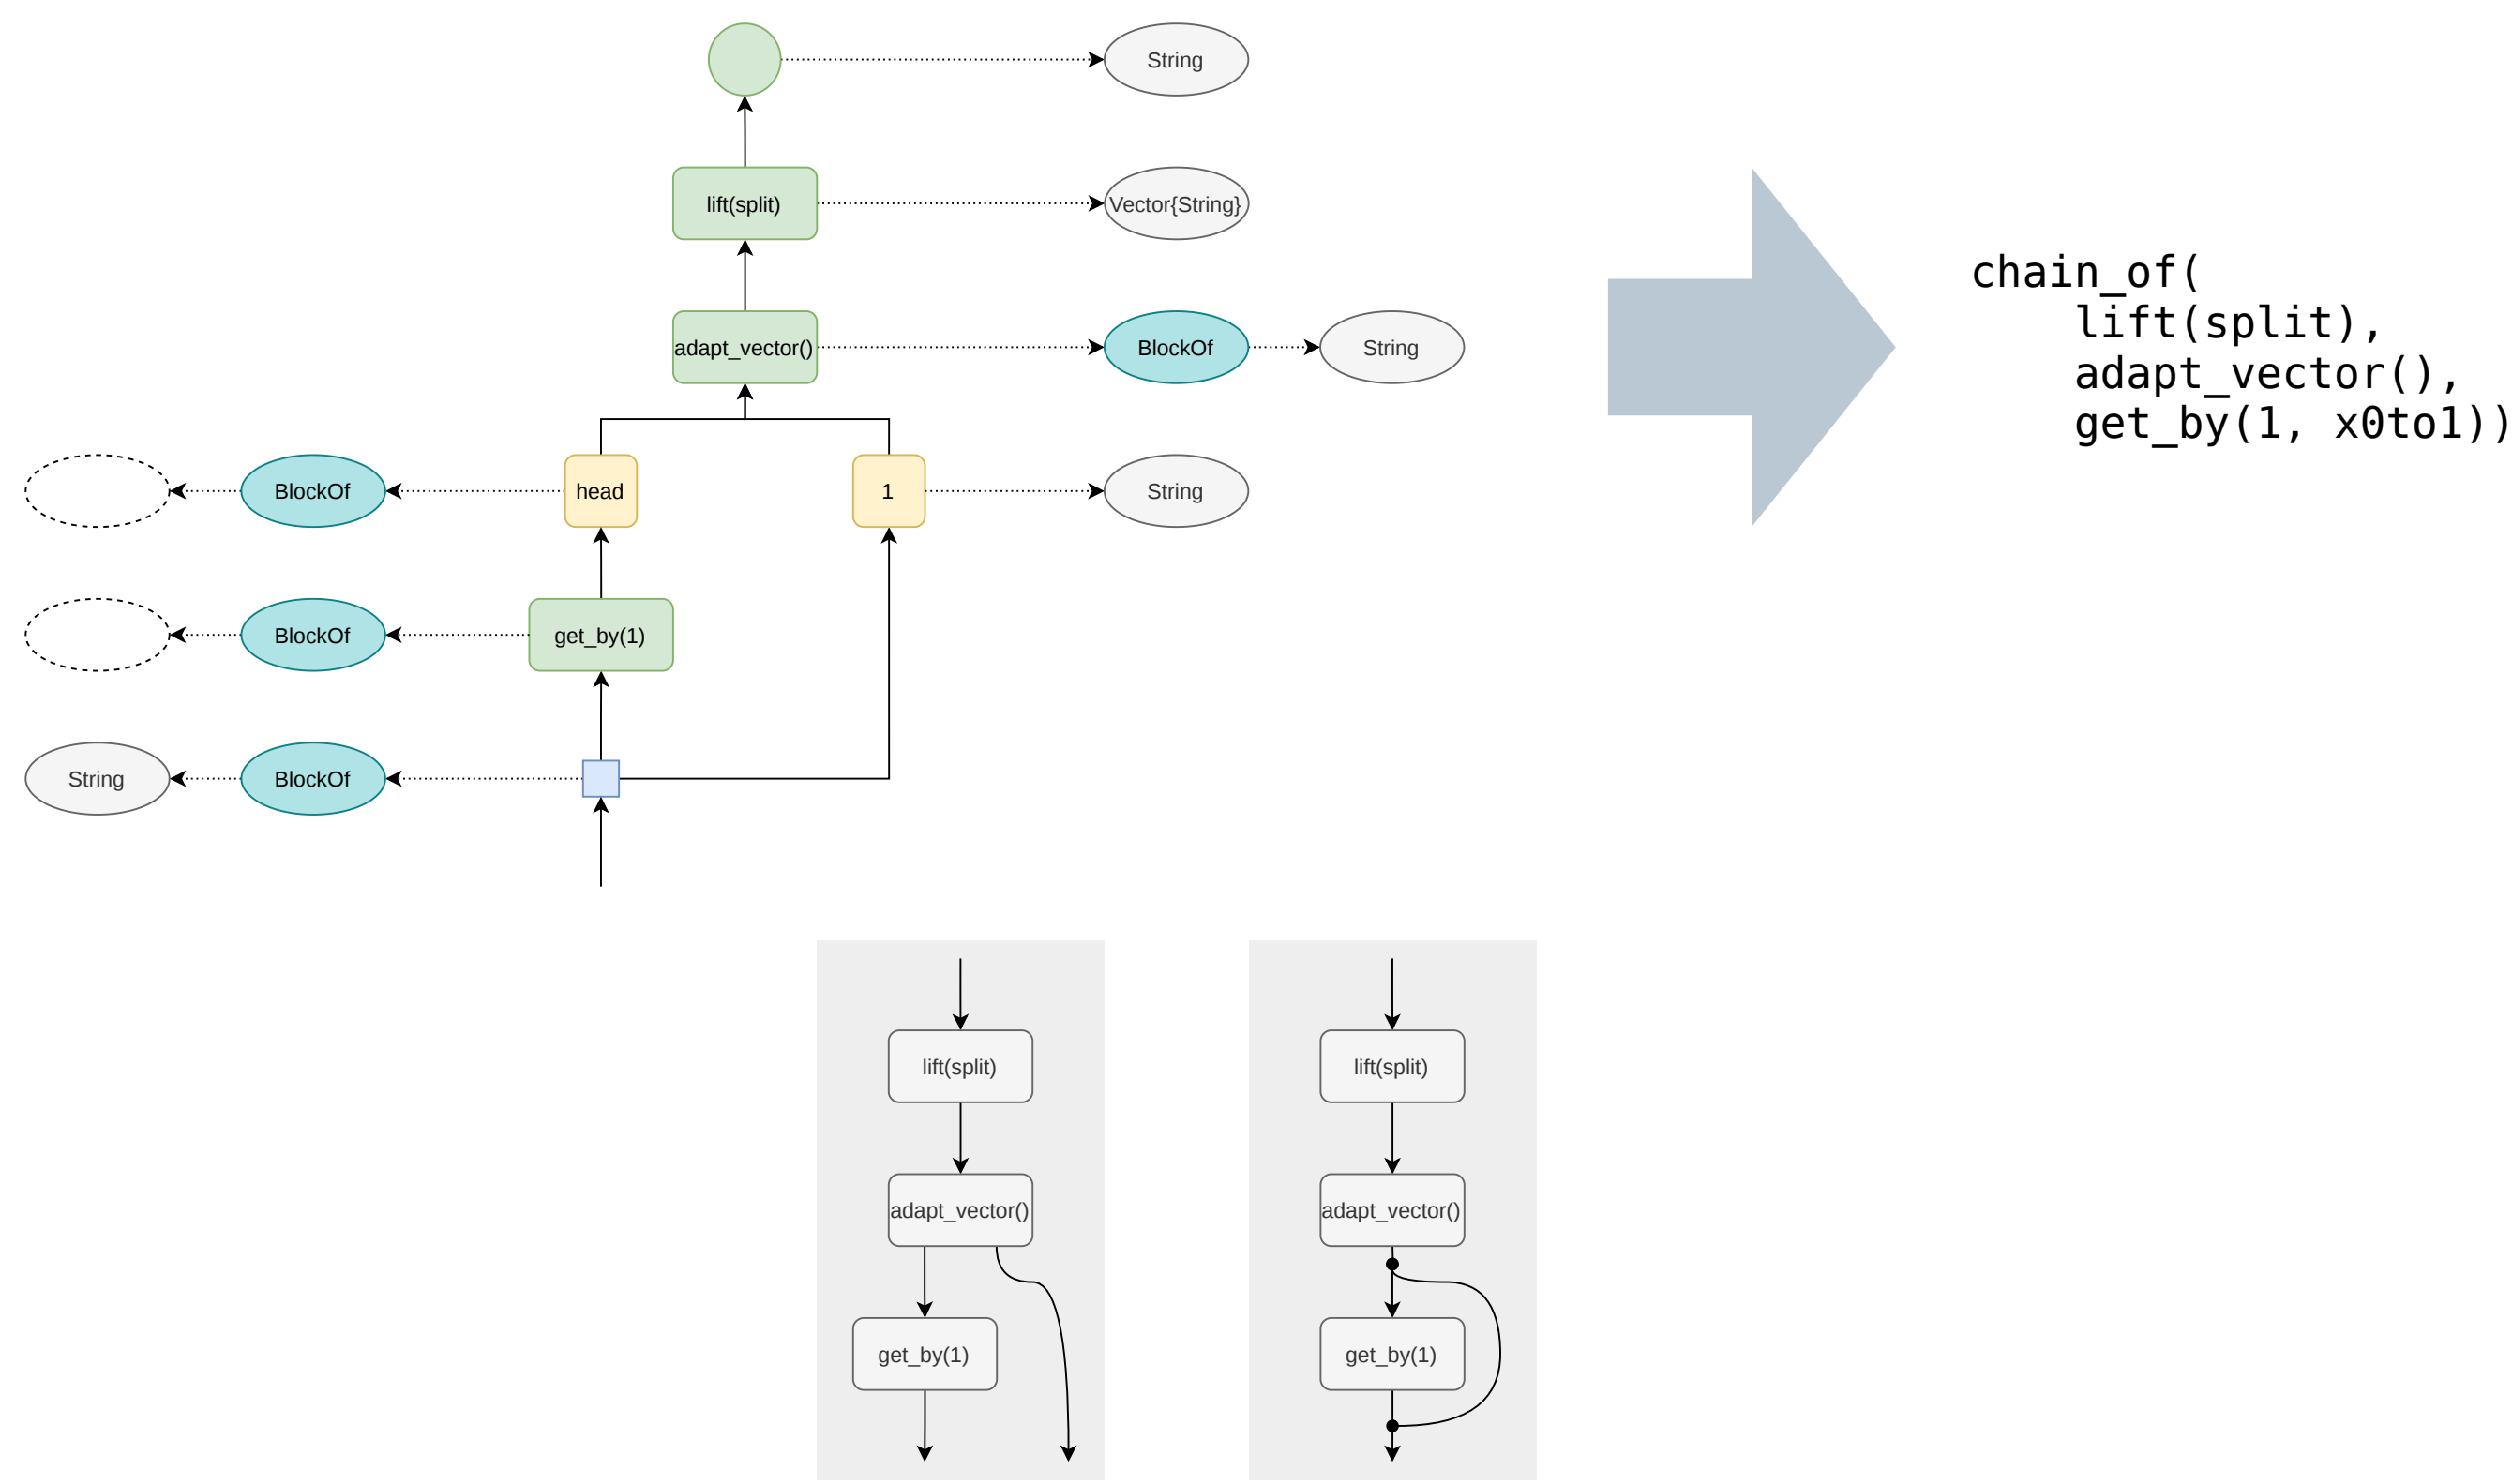 String
lift(split)
Vector{String}
adapt_vector()
BlockOf
String
BlockOf
head
1
String
BlockOf
get_by(1)
String
BlockOf
chain_of(
lift(split),
adapt_vector(),
get_by(1, x0to1))
lift(split)
adapt_vector()
get_by(1)
lift(split)
adapt_vector()
get_by(1)